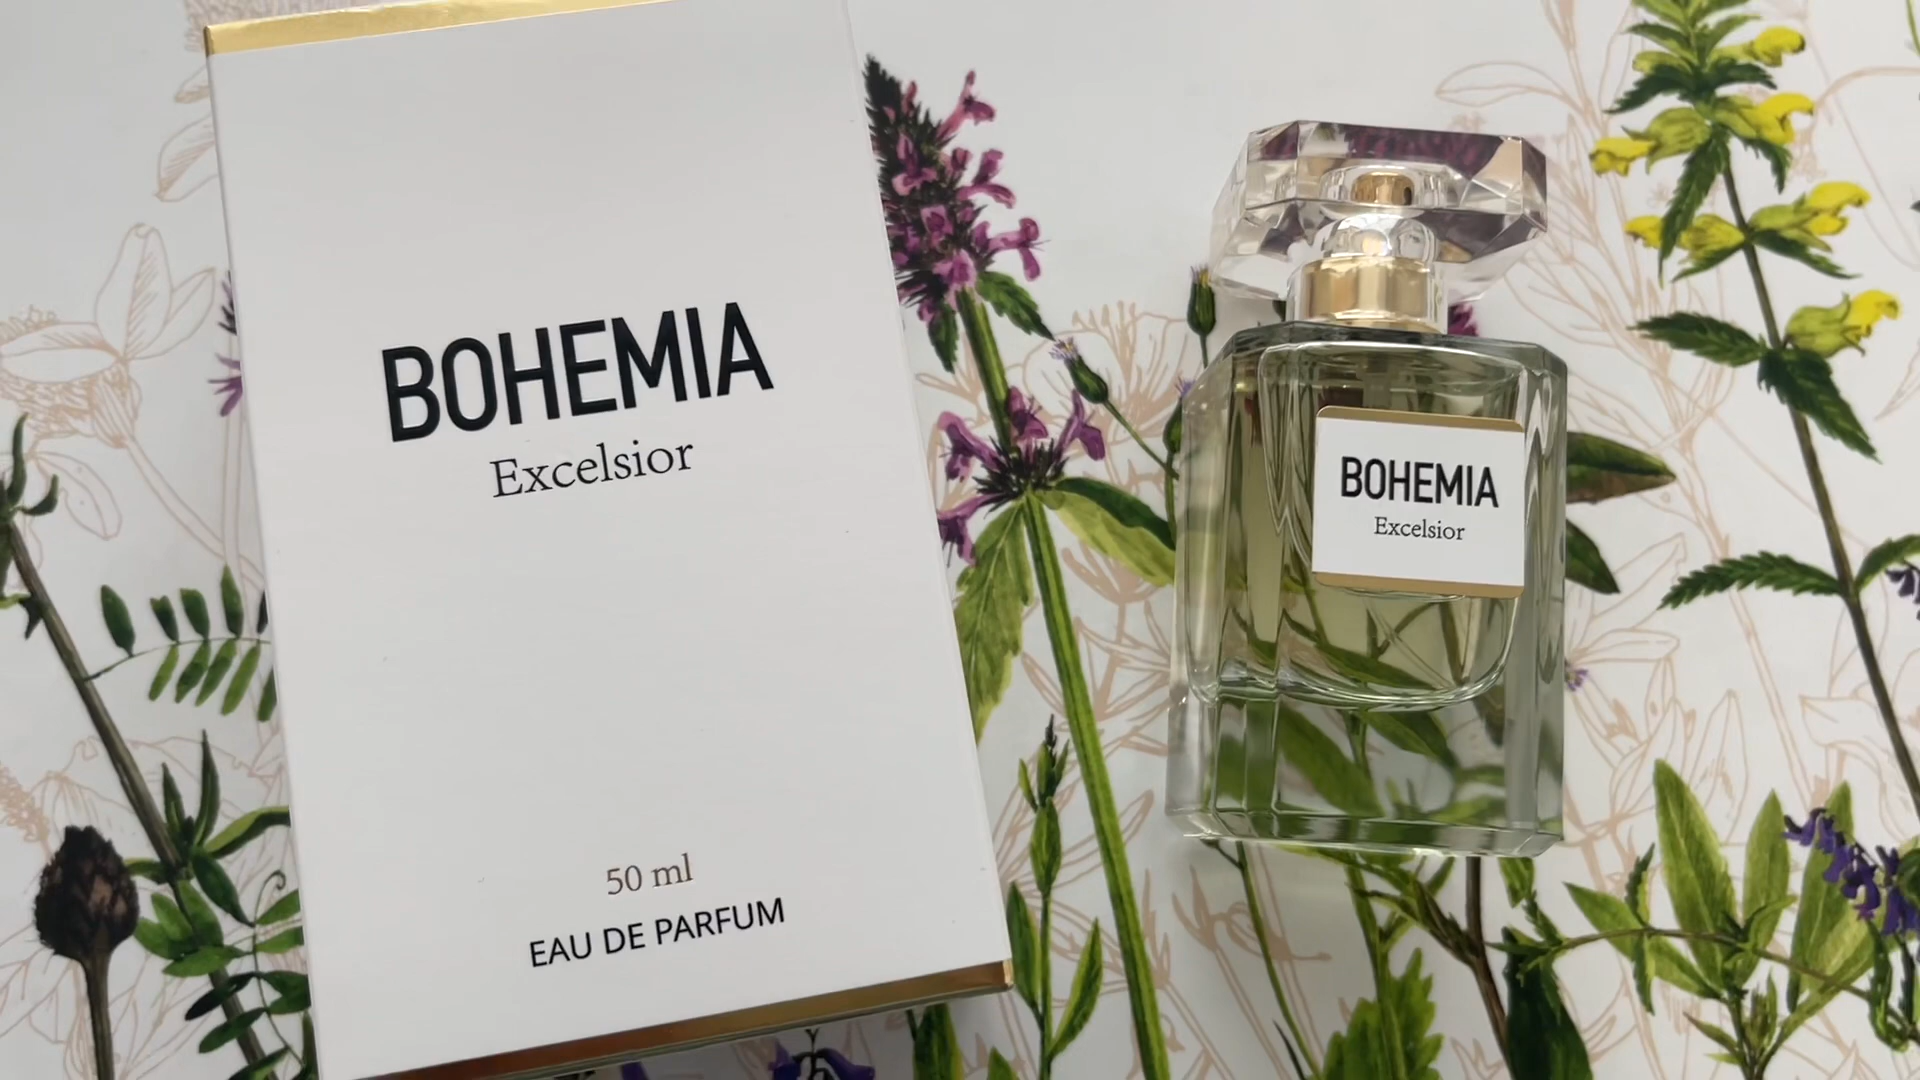 BOHEMIA
Excelsior
50 ml
EAU DE PARFUM
BOHEMIA
Excelsior